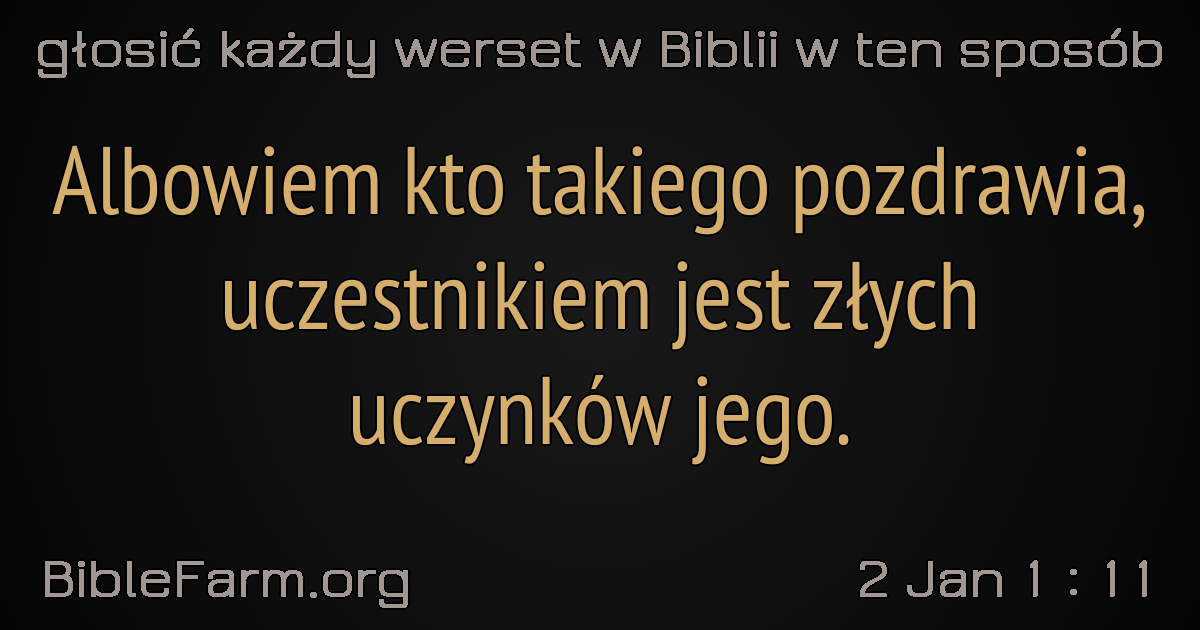 głosić każdy werset w Biblii w ten sposób
Albowiem kto takiego pozdrawia,
uczestnikiem jest złych
uczynków jego.
BibleFarm.org
2 Jan 1 : 11